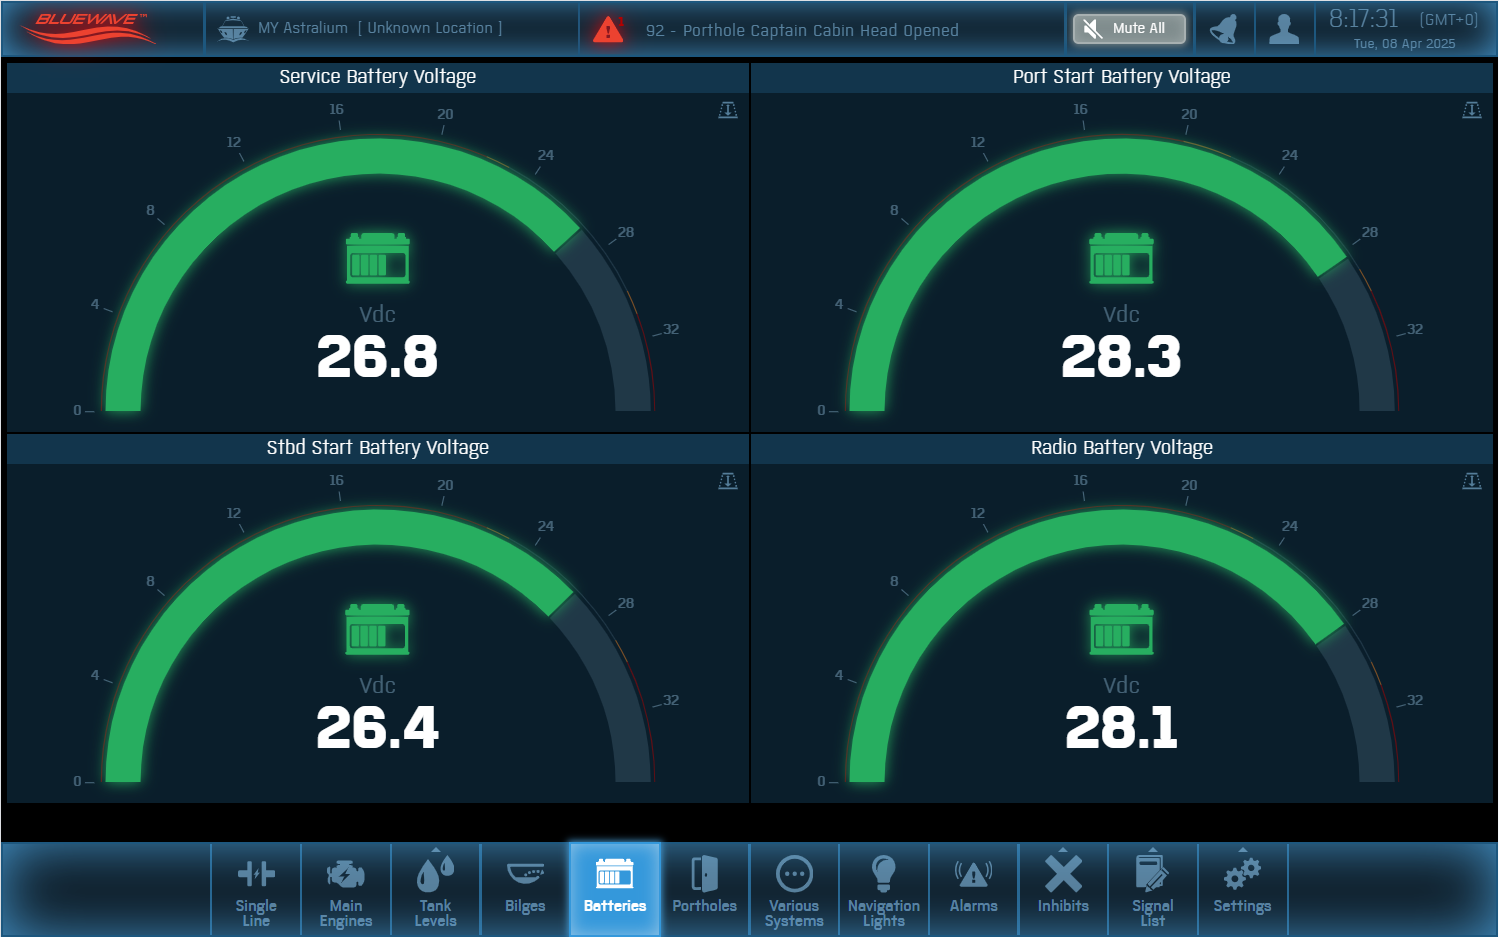 BLUEWAVE™
MY Astralium [ Unknown Location ]
1
92 - Porthole Captain Cabin Head Opened
Mute All
8:17:31 (GMT+0)
Tue, 08 Apr 2025
Service Battery Voltage
0
4
8
12
16
20
24
28
32
Vdc
26.8
Port Start Battery Voltage
0
4
8
12
16
20
24
28
32
Vdc
28.3
Stbd Start Battery Voltage
0
4
8
12
16
20
24
28
32
Vdc
26.4
Radio Battery Voltage
0
4
8
12
16
20
24
28
32
Vdc
28.1
Single
Line
Main
Engines
Tank
Levels
Bilges
Batteries
Portholes
Various
Systems
Navigation
Lights
Alarms
Inhibits
Signal
List
Settings